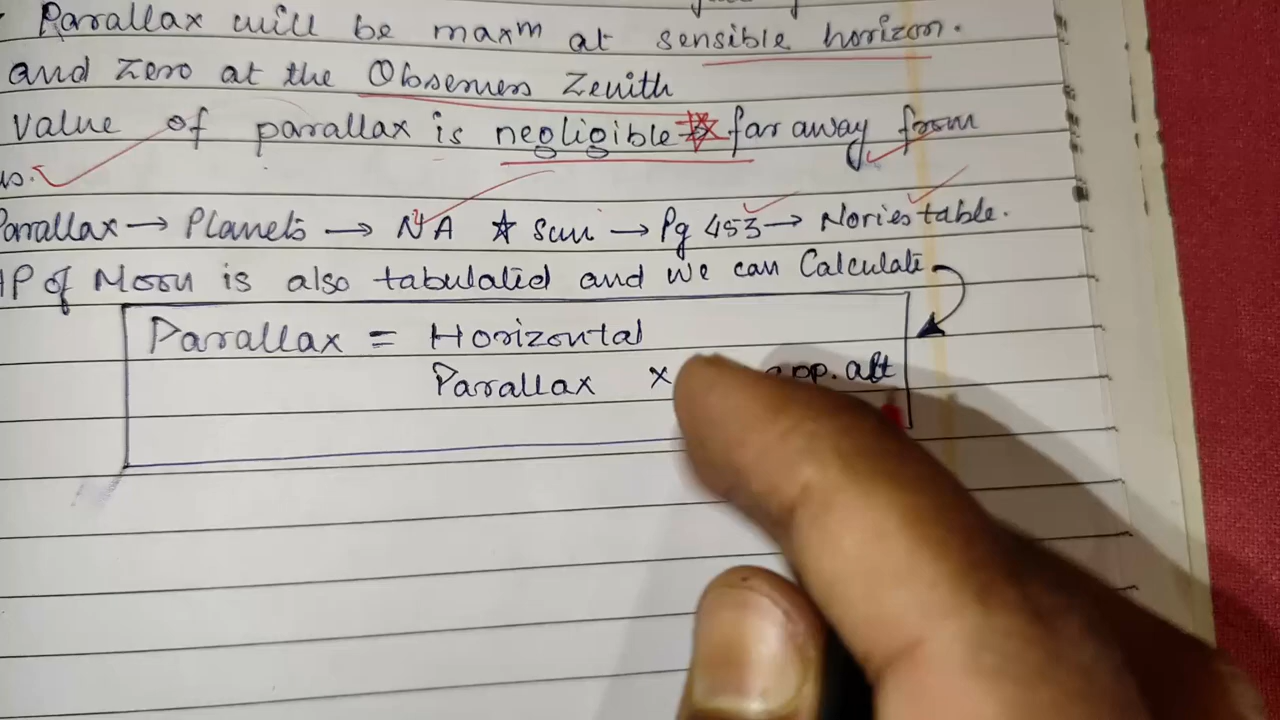 Parallax will be maxm at sensible horizon.
and zero at the Observers Zenith
value of parallax is negligible far away from
us.
Parallax → Planets → NA ☆ Sun → Pg 453 → Nories table.
HP of Moon is also tabulated and we can Calculate
Parallax = Horizontal
Parallax × app. alt